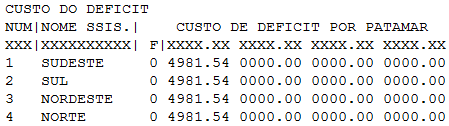 CUSTO DO DEFICIT
NUM|NOME SSIS.|    CUSTO DE DEFICIT POR PATAMAR
XXX|XXXXXXXXXX| F|XXXX.XX XXXX.XX XXXX.XX XXXX.XX
1   SUDESTE    0 4981.54 0000.00 0000.00 0000.00
2   SUL        0 4981.54 0000.00 0000.00 0000.00
3   NORDESTE   0 4981.54 0000.00 0000.00 0000.00
4   NORTE      0 4981.54 0000.00 0000.00 0000.00